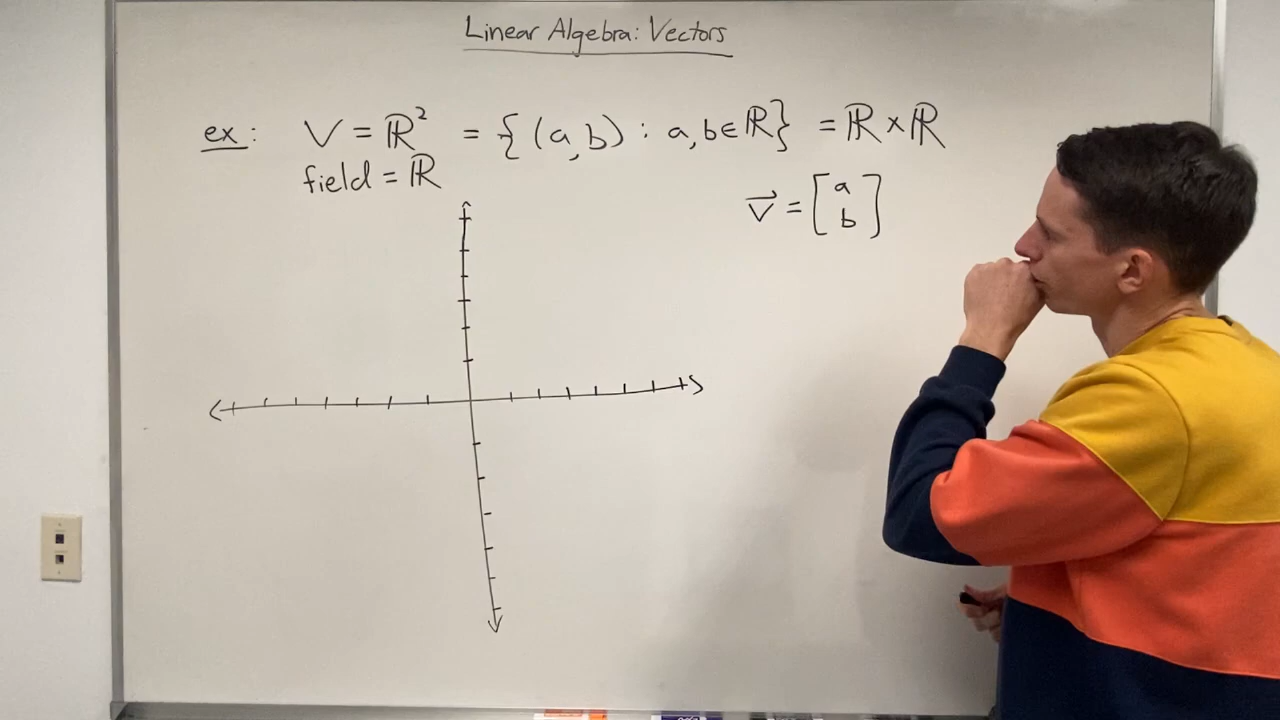 Linear Algebra: Vectors
ex: V = ℝ² = {(a,b) : a,b∈ℝ} = ℝ×ℝ
field = ℝ
v⃗ = [a
b]